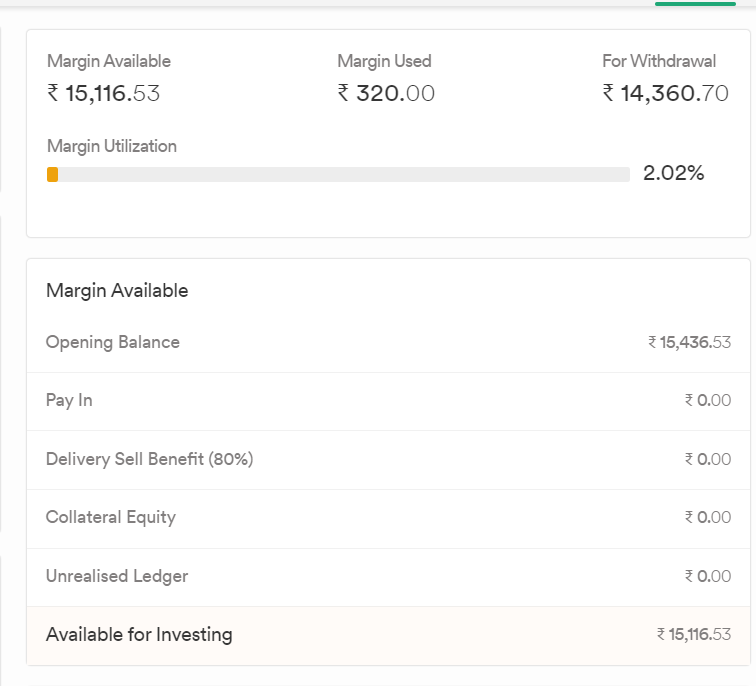 Margin Available Margin Used For Withdrawal
₹ 15,116.53 ₹ 320.00 ₹ 14,360.70
Margin Utilization
2.02%
Margin Available
Opening Balance ₹ 15,436.53
Pay In ₹ 0.00
Delivery Sell Benefit (80%) ₹ 0.00
Collateral Equity ₹ 0.00
Unrealised Ledger ₹ 0.00
Available for Investing ₹ 15,116.53